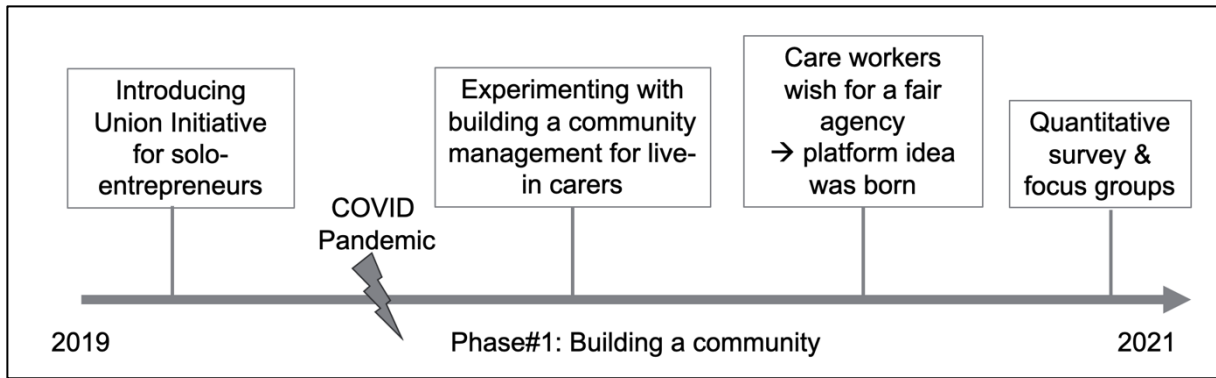 Introducing
Union Initiative
for solo-
entrepreneurs
COVID
Pandemic
Experimenting with
building a community
management for live-
in carers
Care workers
wish for a fair
agency
→ platform idea
was born
Quantitative
survey &
focus groups
2019
Phase#1: Building a community
2021